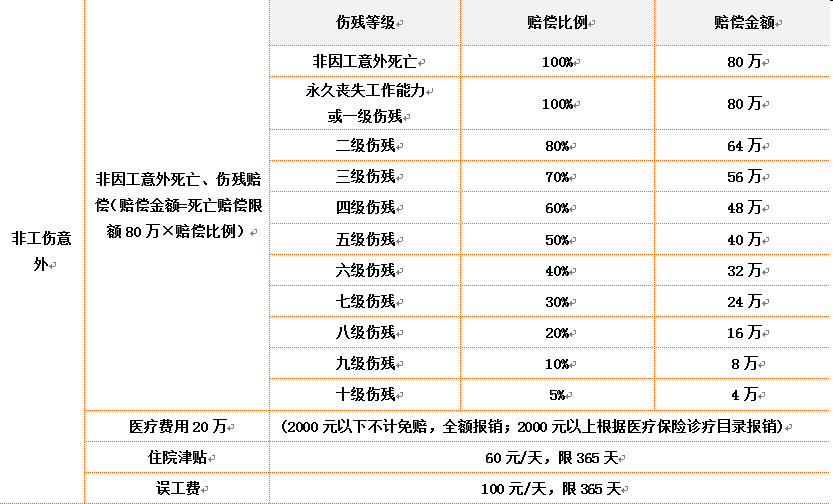 伤残等级 赔偿比例 赔偿金额
非因工意外死亡 100% 80 万
永久丧失工作能力
或一级伤残 100% 80 万
二级伤残 80% 64 万
三级伤残 70% 56 万
四级伤残 60% 48 万
五级伤残 50% 40 万
六级伤残 40% 32 万
七级伤残 30% 24 万
八级伤残 20% 16 万
九级伤残 10% 8 万
十级伤残 5% 4 万
非工伤意
外
非因工意外死亡、伤残赔
偿（赔偿金额=死亡赔偿限
额 80 万×赔偿比例）
医疗费用 20 万 （2000 元以下不计免赔，全额报销；2000 元以上根据医疗保险诊疗目录报销）
住院津贴 60 元/天，限 365 天
误工费 100 元/天，限 365 天